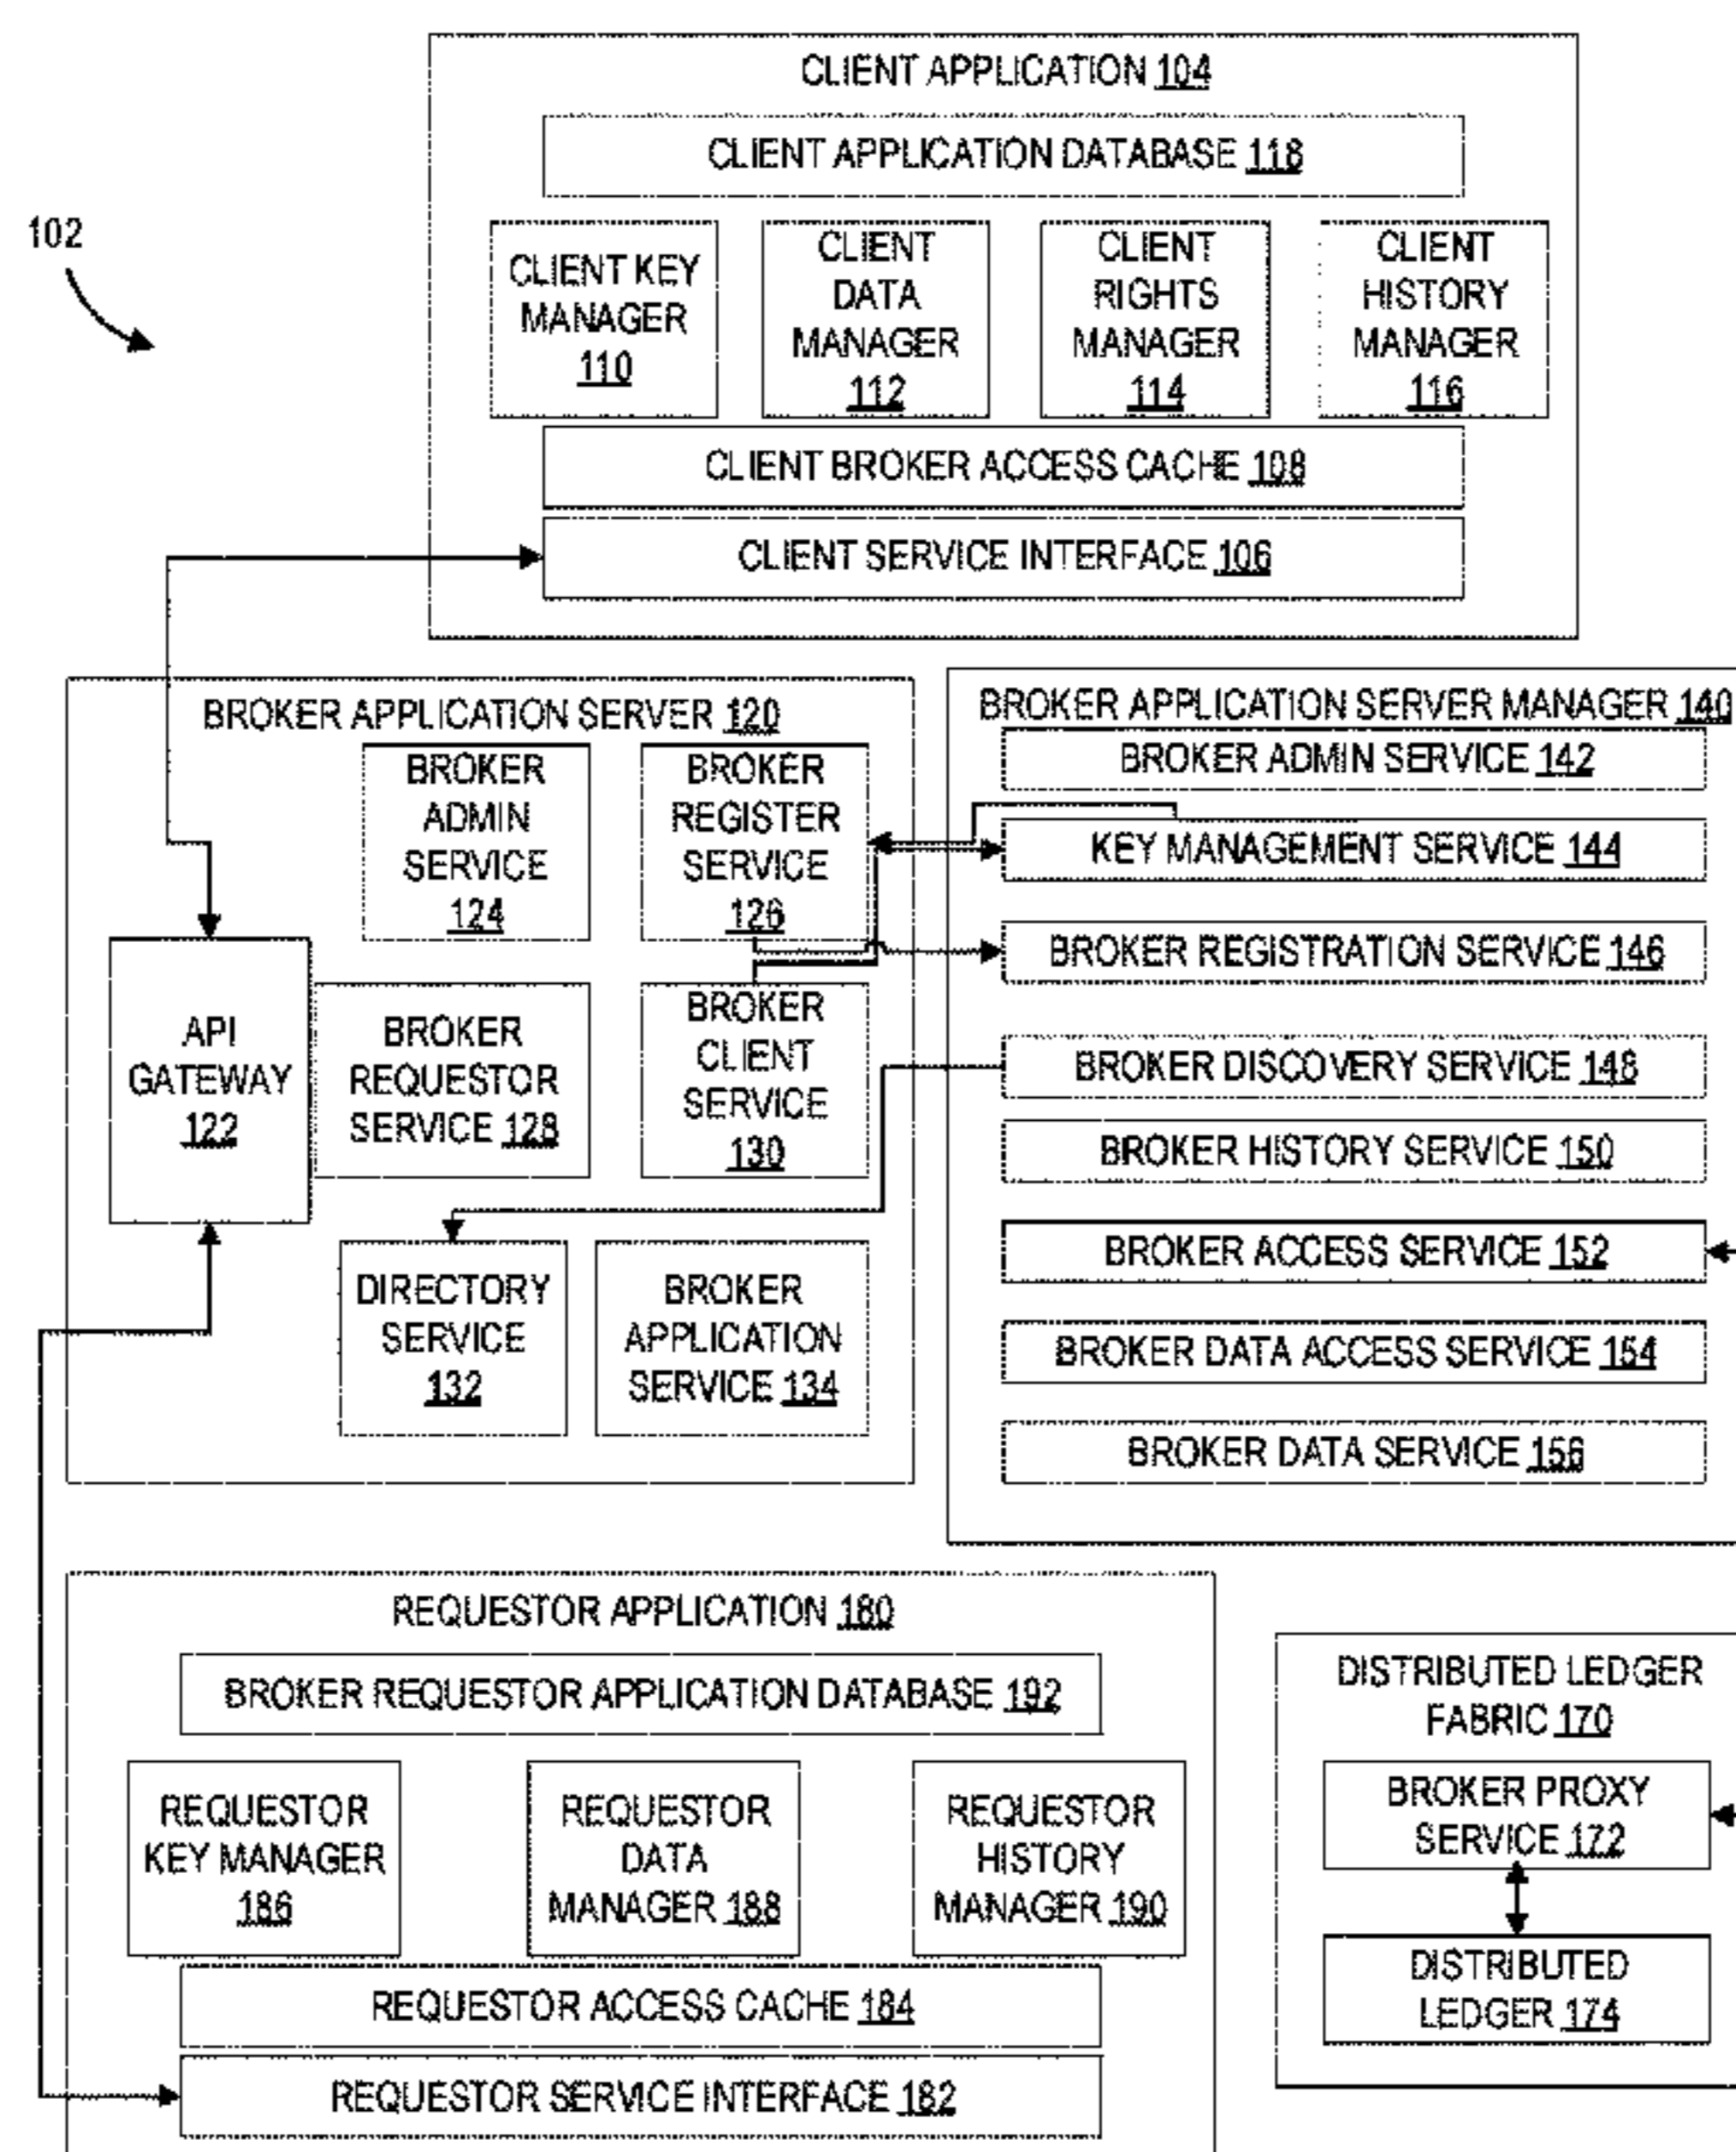 CLIENT APPLICATION 104
CLIENT APPLICATION DATABASE 118
102
CLIENT KEY
MANAGER
110
CLIENT
DATA
MANAGER
112
CLIENT
RIGHTS
MANAGER
114
CLIENT
HISTORY
MANAGER
116
CLIENT BROKER ACCESS CACHE 108
CLIENT SERVICE INTERFACE 106
BROKER APPLICATION SERVER 120
BROKER
ADMIN
SERVICE
124
BROKER
REGISTER
SERVICE
126
API
GATEWAY
122
BROKER
REQUESTOR
SERVICE 128
BROKER
CLIENT
SERVICE
130
DIRECTORY
SERVICE
132
BROKER
APPLICATION
SERVICE 134
BROKER APPLICATION SERVER MANAGER 140
BROKER ADMIN SERVICE 142
KEY MANAGEMENT SERVICE 144
BROKER REGISTRATION SERVICE 146
BROKER DISCOVERY SERVICE 148
BROKER HISTORY SERVICE 150
BROKER ACCESS SERVICE 152
BROKER DATA ACCESS SERVICE 154
BROKER DATA SERVICE 156
REQUESTOR APPLICATION 180
BROKER REQUESTOR APPLICATION DATABASE 192
REQUESTOR
KEY MANAGER
186
REQUESTOR
DATA
MANAGER 188
REQUESTOR
HISTORY
MANAGER 190
REQUESTOR ACCESS CACHE 184
REQUESTOR SERVICE INTERFACE 182
DISTRIBUTED LEDGER
FABRIC 170
BROKER PROXY
SERVICE 172
DISTRIBUTED
LEDGER 174